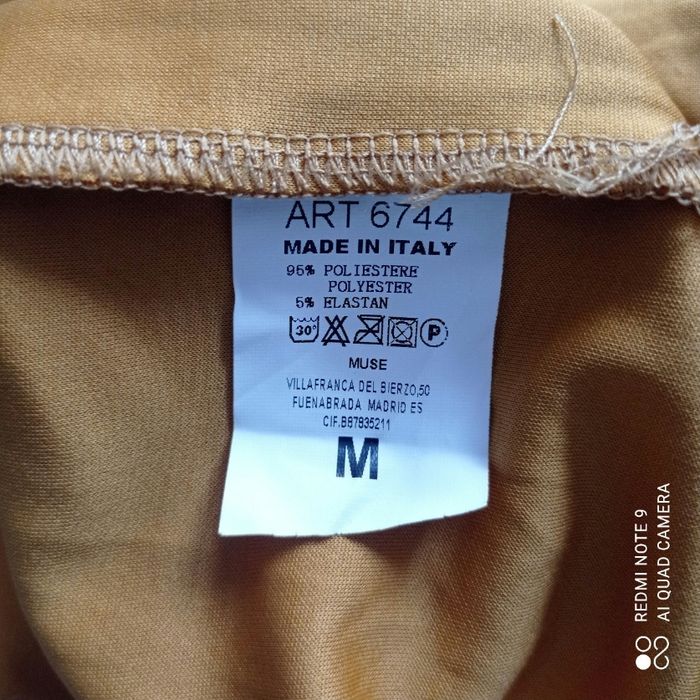 ART 6744
MADE IN ITALY
95% POLIESTERE
POLYESTER
5% ELASTAN
30° P
MUSE
VILLAFRANCA DEL BIERZO,50
FUENABRADA MADRID ES
CIF.B87835211
M
REDMI NOTE 9
AI QUAD CAMERA